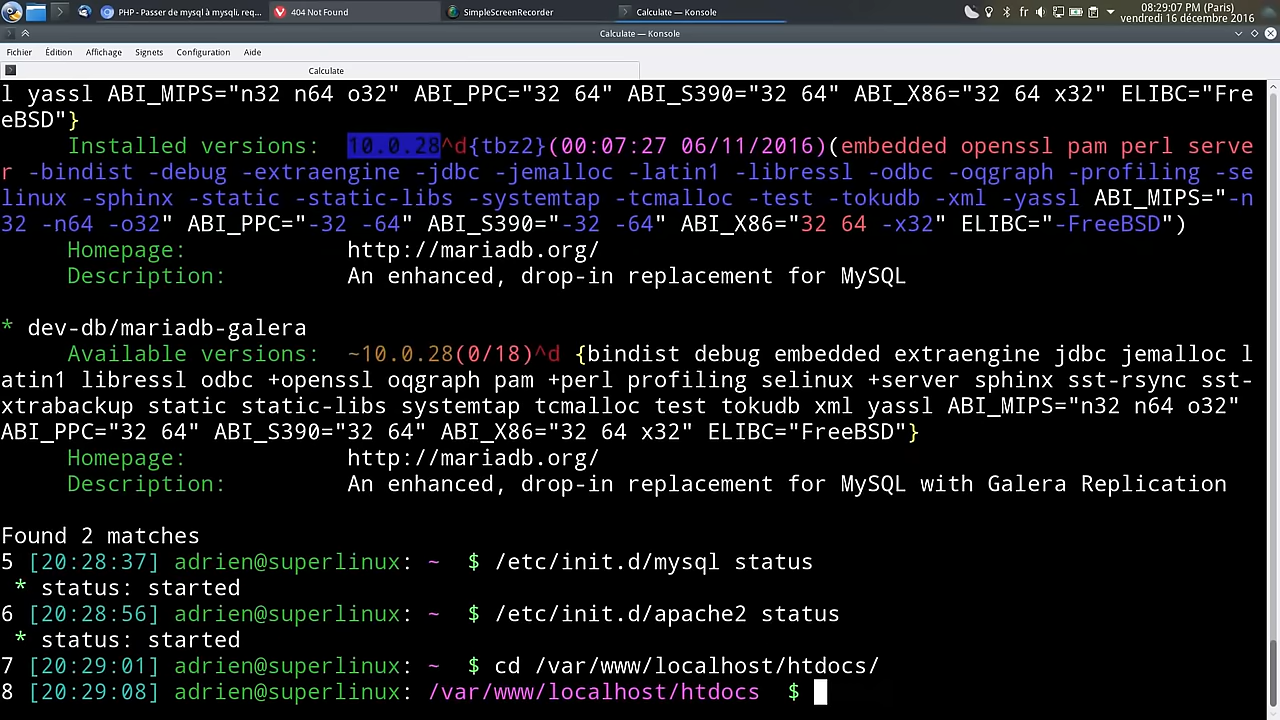 PHP - Passer de mysql à mysqli, req...
404 Not Found
SimpleScreenRecorder
Calculate — Konsole
fr
08:29:07 PM (Paris)
vendredi 16 décembre 2016
Calculate — Konsole
Fichier Édition Affichage Signets Configuration Aide
Calculate
l yassl ABI_MIPS="n32 n64 o32" ABI_PPC="32 64" ABI_S390="32 64" ABI_X86="32 64 x32" ELIBC="Fre
eBSD"}
Installed versions: 10.0.28^d{tbz2}(00:07:27 06/11/2016)(embedded openssl pam perl serve
r -bindist -debug -extraengine -jdbc -jemalloc -latin1 -libressl -odbc -oqgraph -profiling -se
linux -sphinx -static -static-libs -systemtap -tcmalloc -test -tokudb -xml -yassl ABI_MIPS="-n
32 -n64 -o32" ABI_PPC="-32 -64" ABI_S390="-32 -64" ABI_X86="32 64 -x32" ELIBC="-FreeBSD")
Homepage: http://mariadb.org/
Description: An enhanced, drop-in replacement for MySQL
* dev-db/mariadb-galera
Available versions: ~10.0.28(0/18)^d {bindist debug embedded extraengine jdbc jemalloc l
atin1 libressl odbc +openssl oqgraph pam +perl profiling selinux +server sphinx sst-rsync sst-
xtrabackup static static-libs systemtap tcmalloc test tokudb xml yassl ABI_MIPS="n32 n64 o32"
ABI_PPC="32 64" ABI_S390="32 64" ABI_X86="32 64 x32" ELIBC="FreeBSD"}
Homepage: http://mariadb.org/
Description: An enhanced, drop-in replacement for MySQL with Galera Replication
Found 2 matches
5 [20:28:37] adrien@superlinux: ~ $ /etc/init.d/mysql status
* status: started
6 [20:28:56] adrien@superlinux: ~ $ /etc/init.d/apache2 status
* status: started
7 [20:29:01] adrien@superlinux: ~ $ cd /var/www/localhost/htdocs/
8 [20:29:08] adrien@superlinux: /var/www/localhost/htdocs $